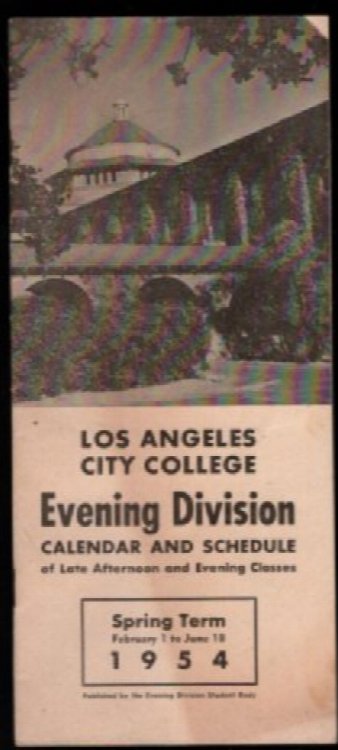 LOS ANGELES
CITY COLLEGE
Evening Division
CALENDAR AND SCHEDULE
of Late Afternoon and Evening Classes
Spring Term
February 1 to June 18
1954
Published by the Evening Division Student Body